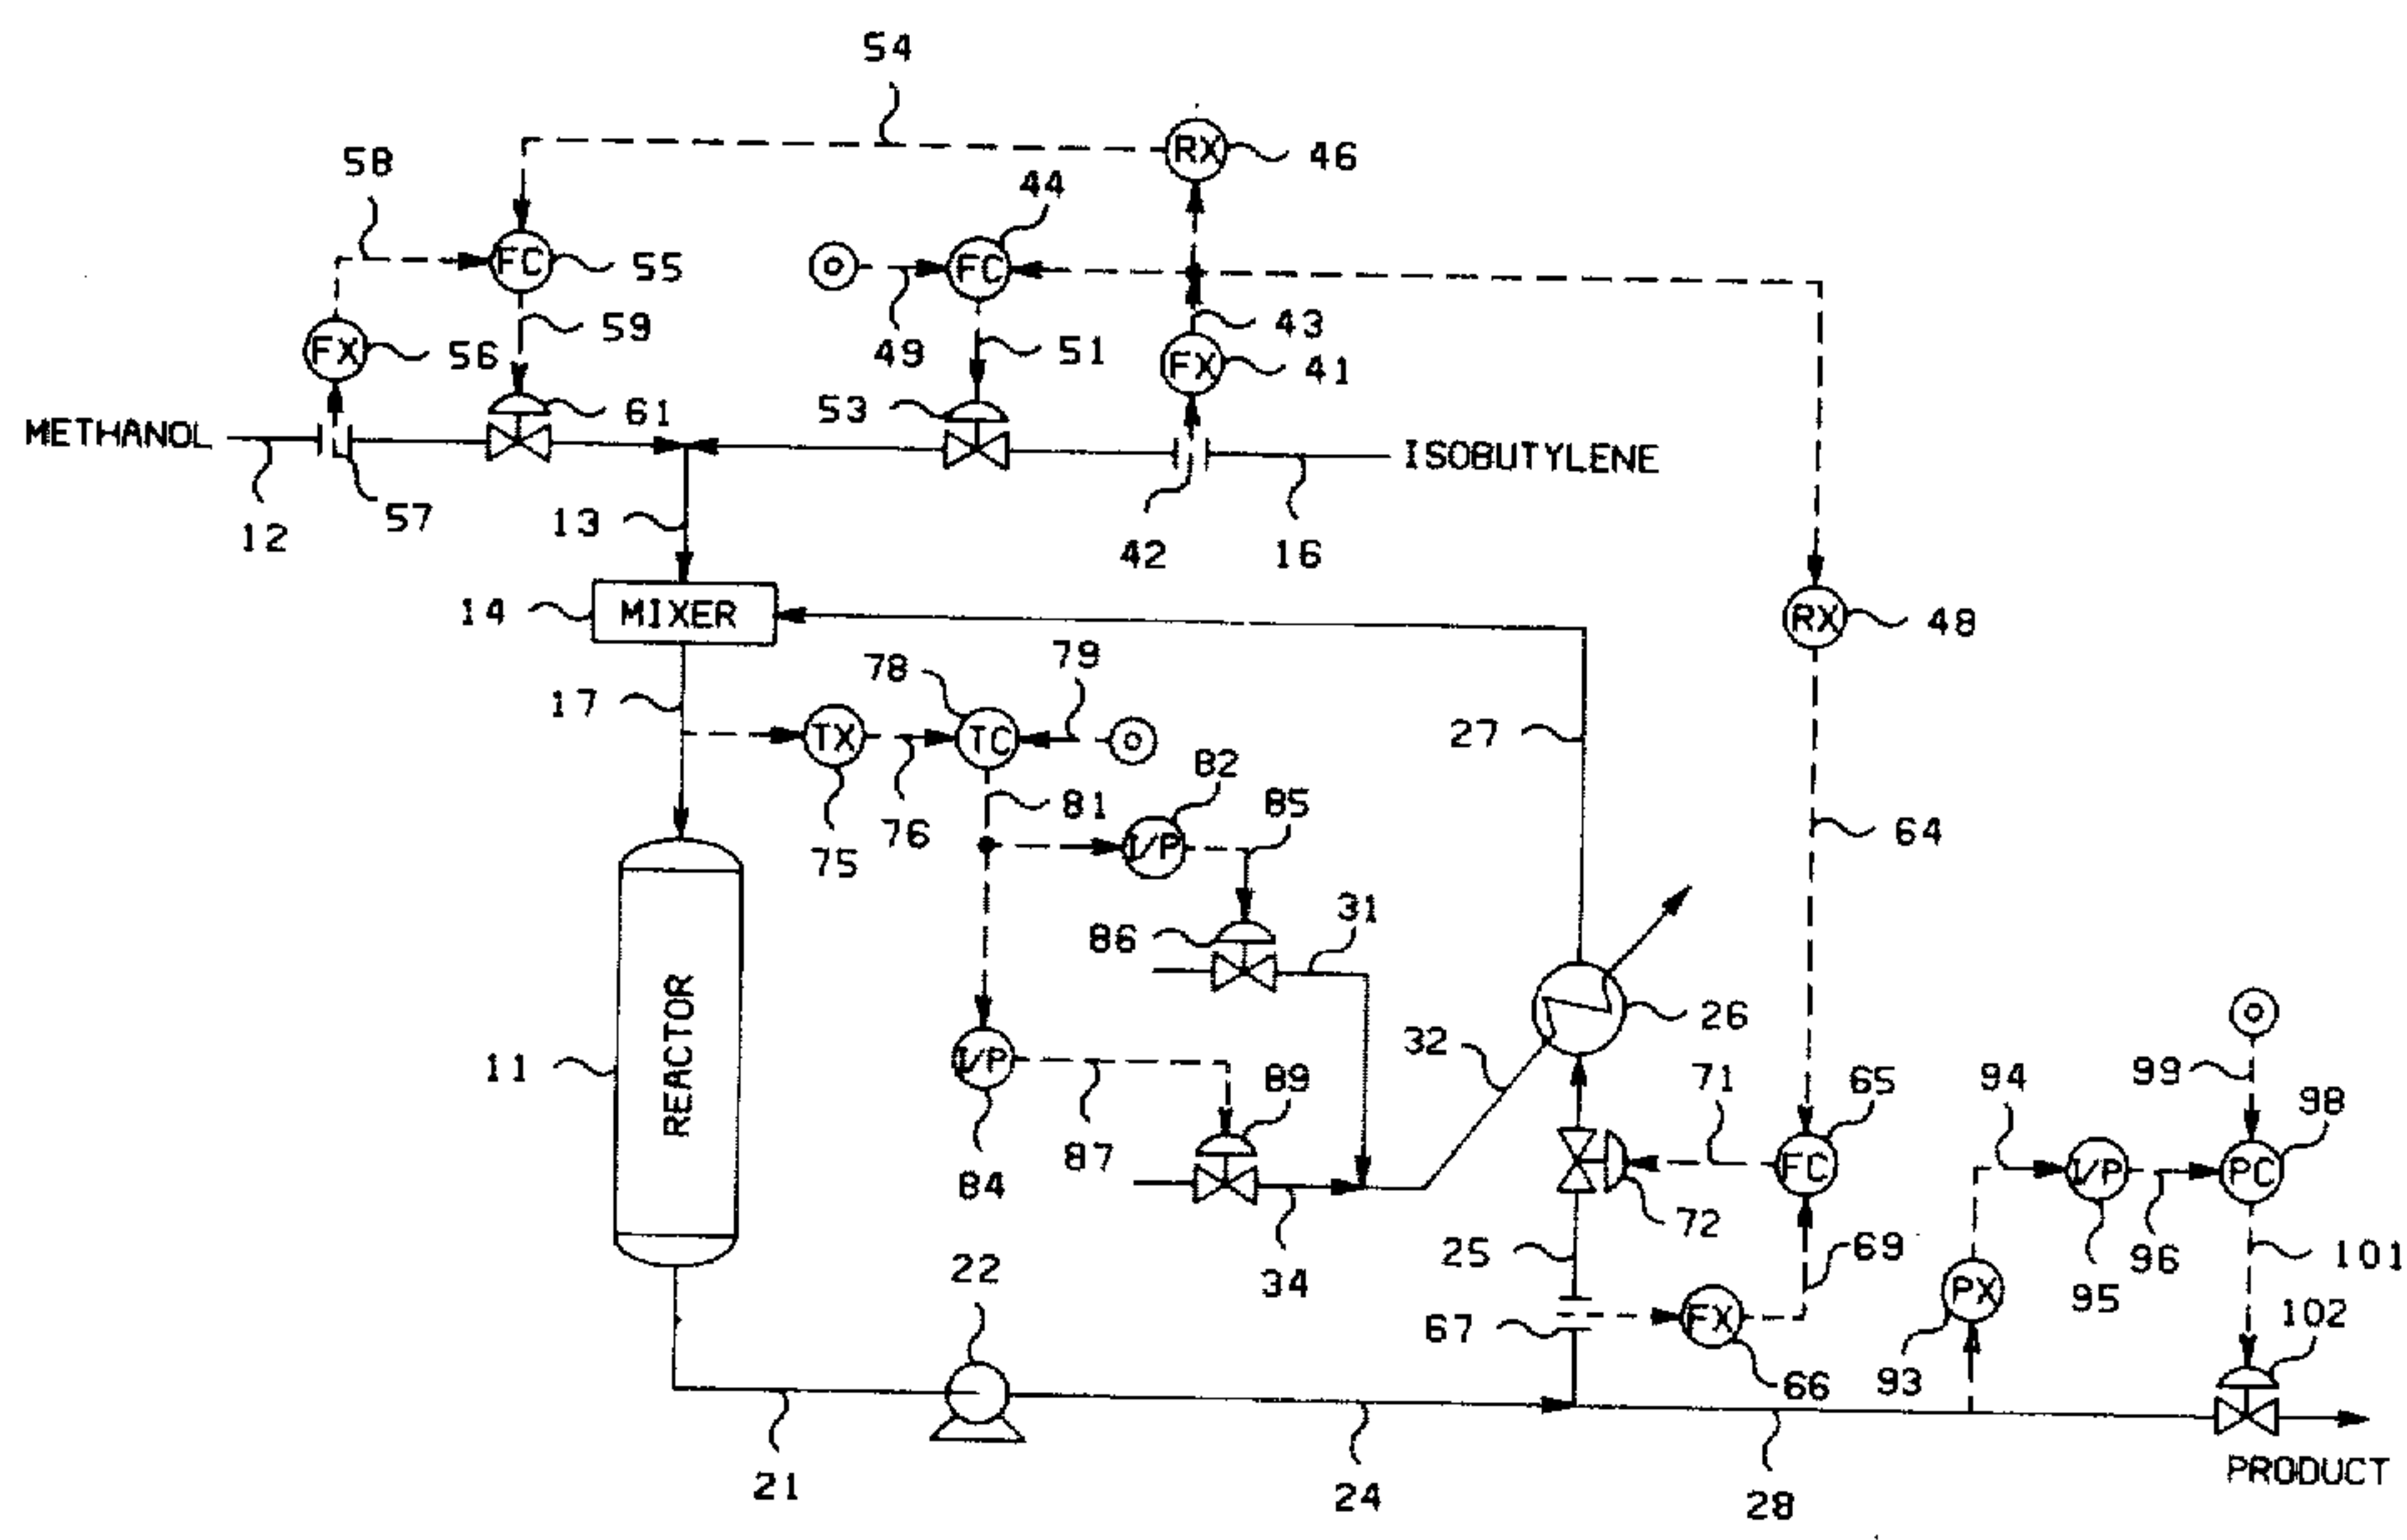 54
RX
46
58
44
FC
55
FC
59
43
FX
56
49
51
FX
41
61
53
METHANOL
ISOBUTYLENE
57
12
13
42
16
14
MIXER
RX
48
17
78
79
TX
TC
27
82
81
85
64
75
76
I/P
31
86
REACTOR
26
32
11
I/P
89
71
65
94
99
98
87
FC
I/P
PC
84
72
25
69
34
96
101
22
PX
95
67
FX
102
66
93
21
24
28
PRODUCT